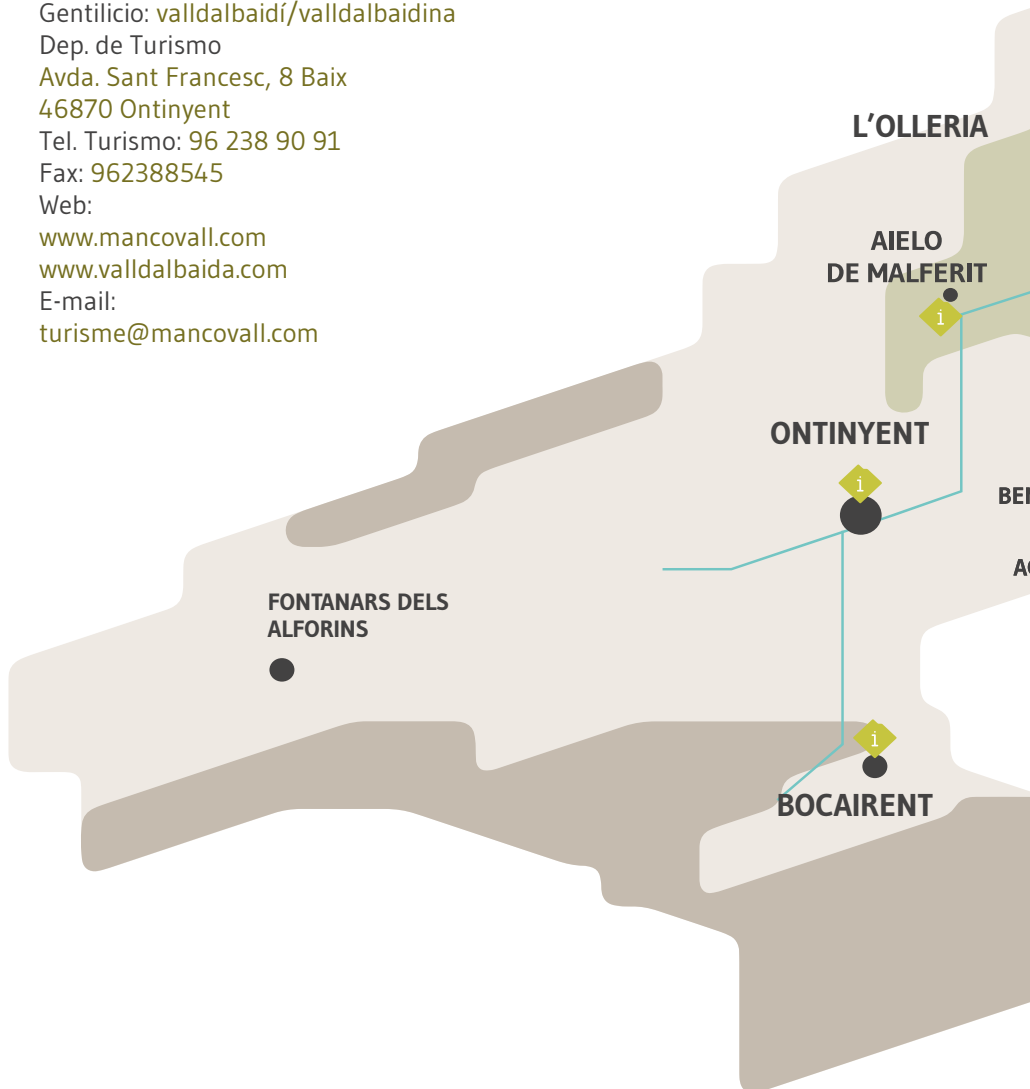 Gentilicio: valldalbaidí/valldalbaidina
Dep. de Turismo
Avda. Sant Francesc, 8 Baix
46870 Ontinyent
Tel. Turismo: 96 238 90 91
Fax: 962388545
Web:
www.mancovall.com
www.valldalbaida.com
E-mail:
turisme@mancovall.com
L'OLLERIA
AIELO
DE MALFERIT
i
ONTINYENT
i
FONTANARS DELS
ALFORINS
i
BOCAIRENT